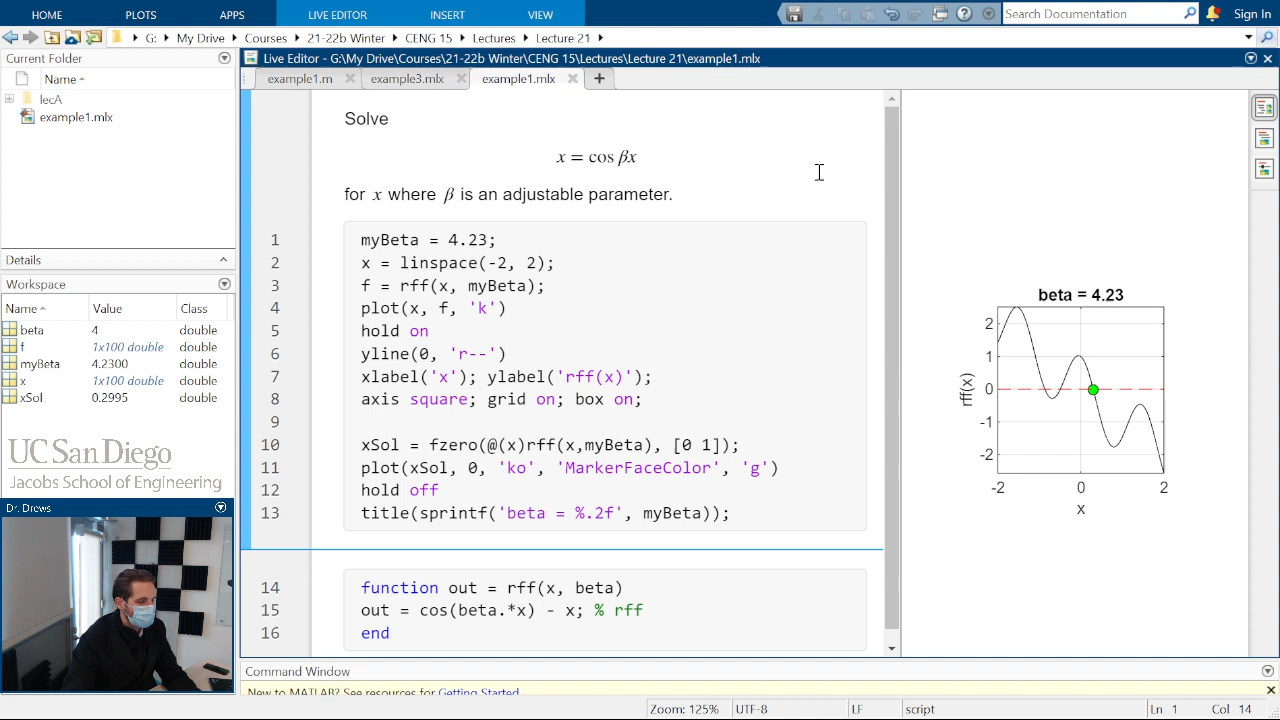 HOME PLOTS APPS LIVE EDITOR INSERT VIEW Search Documentation Sign In
G: My Drive Courses 21-22b Winter CENG 15 Lectures Lecture 21
Current Folder
Name
lecA
example1.mlx
Details
Workspace
Name Value Class
beta 4 double
f 1x100 double double
myBeta 4.2300 double
x 1x100 double double
xSol 0.2995 double
UC San Diego
Jacobs School of Engineering
Dr. Drews
Live Editor - G:\My Drive\Courses\21-22b Winter\CENG 15\Lectures\Lecture 21\example1.mlx
example1.m example3.mlx example1.mlx
Solve
x = cos βx
for x where β is an adjustable parameter.
1 myBeta = 4.23;
2 x = linspace(-2, 2);
3 f = rff(x, myBeta);
4 plot(x, f, 'k')
5 hold on
6 yline(0, 'r--')
7 xlabel('x'); ylabel('rff(x)');
8 axis square; grid on; box on;
9
10 xSol = fzero(@(x)rff(x,myBeta), [0 1]);
11 plot(xSol, 0, 'ko', 'MarkerFaceColor', 'g')
12 hold off
13 title(sprintf('beta = %.2f', myBeta));
14 function out = rff(x, beta)
15 out = cos(beta.*x) - x; % rff
16 end
beta = 4.23
2
1
0
-1
-2
rff(x)
-2 0 2
x
Command Window
New to MATLAB? See resources for Getting Started
Zoom: 125% UTF-8 LF script Ln 1 Col 14